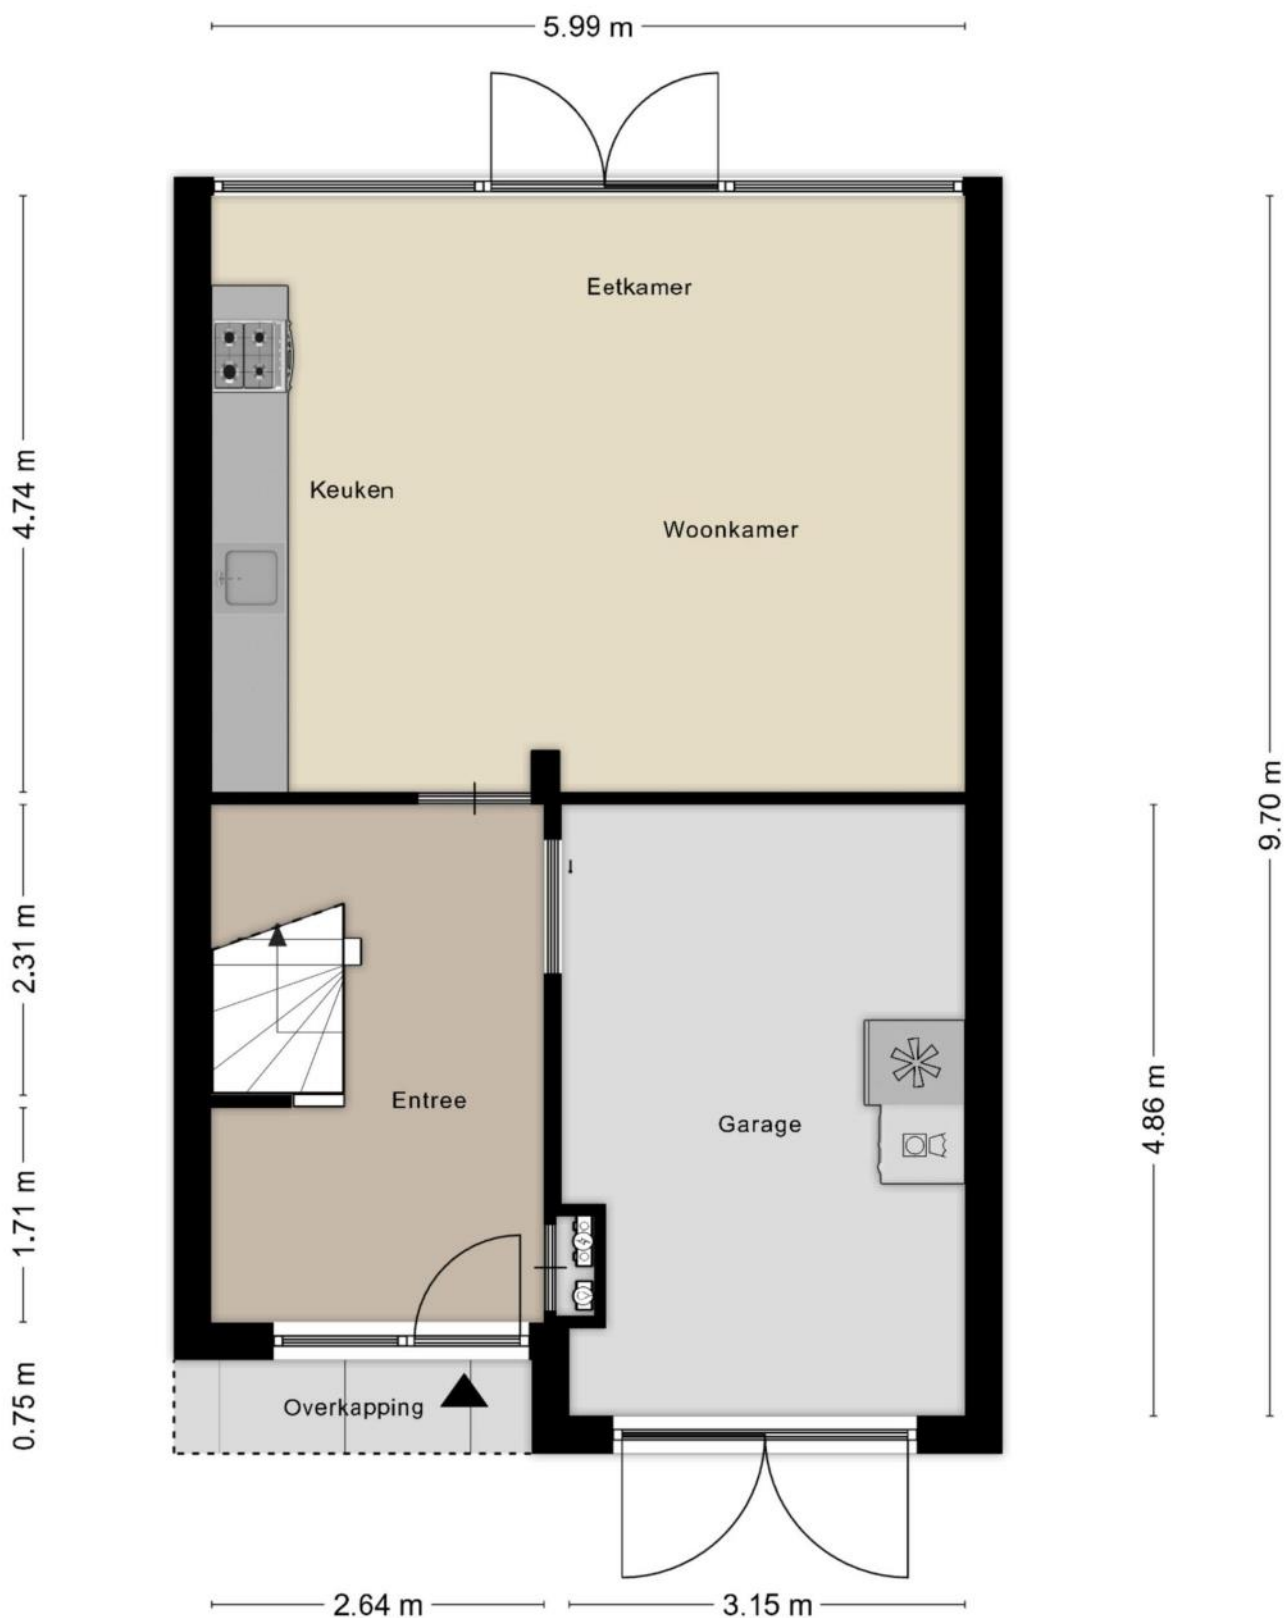 5.99 m
Eetkamer
4.74 m
Keuken
Woonkamer
9.70 m
2.31 m
Entree
4.86 m
Garage
1.71 m
0.75 m
Overkapping
2.64 m
3.15 m